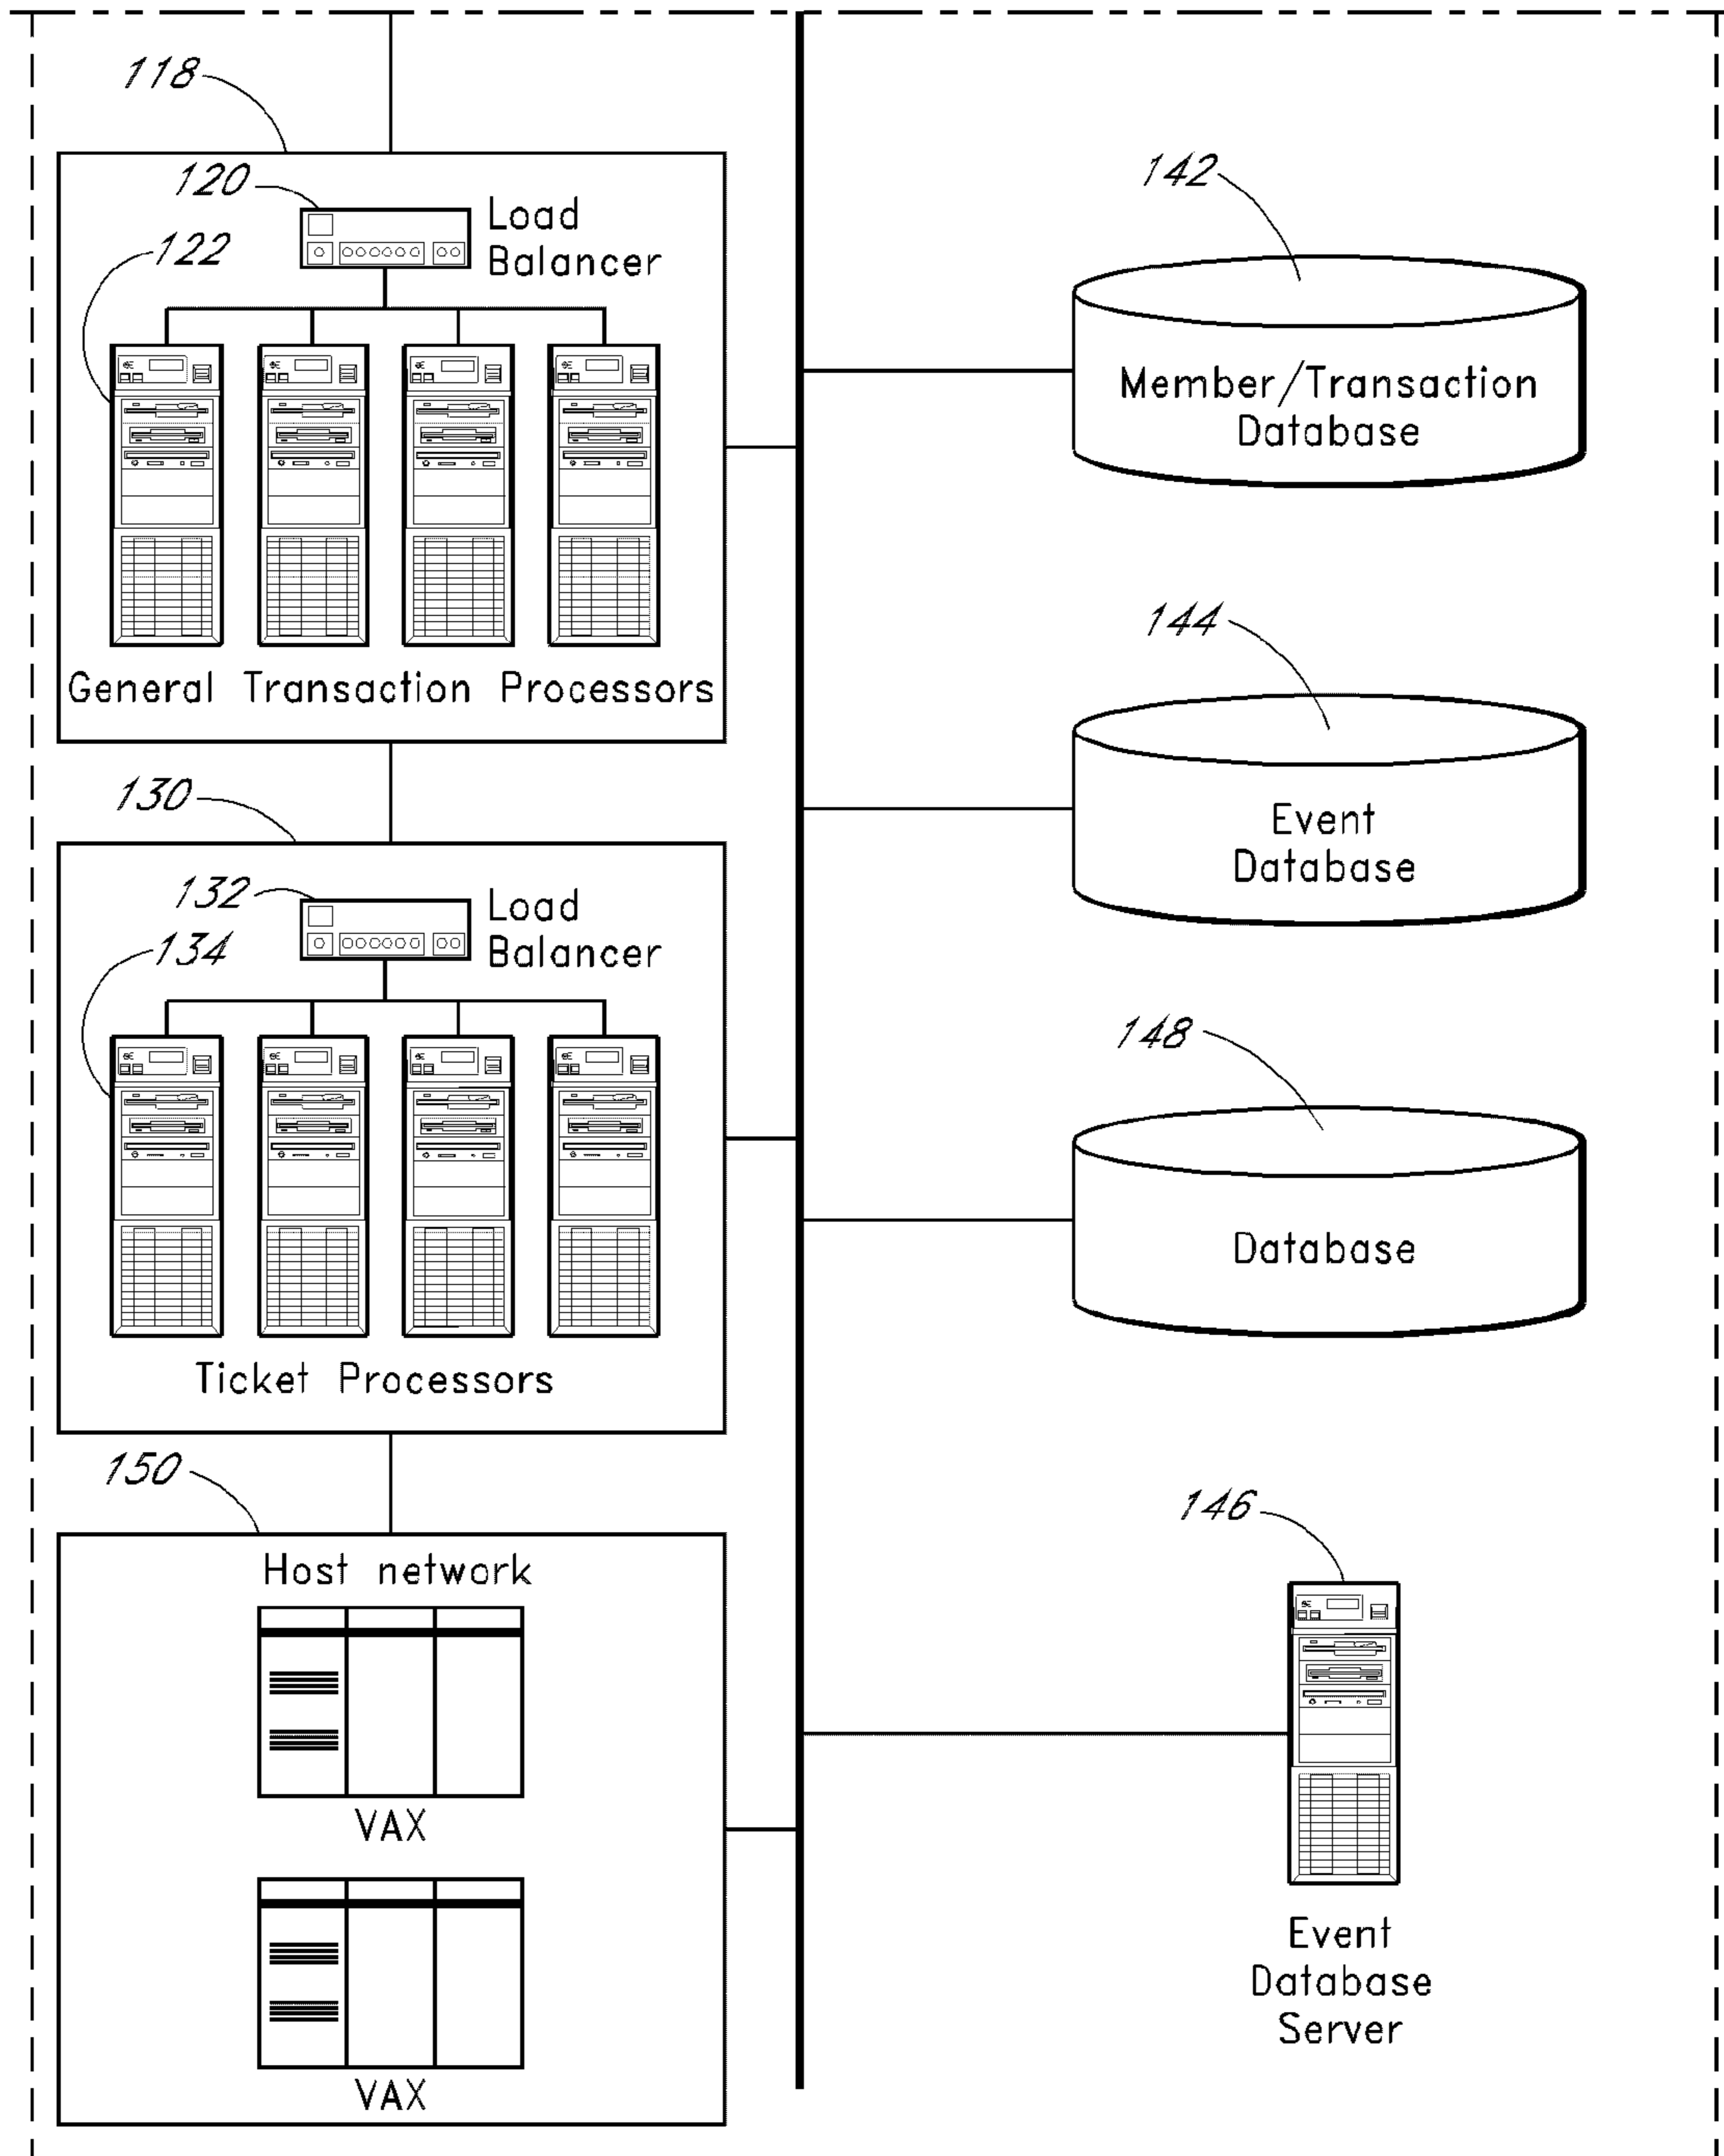 118
120
Load
Balancer
122
General Transaction Processors
130
132
Load
Balancer
134
Ticket Processors
150
Host network
VAX
VAX
142
Member/Transaction
Database
144
Event
Database
148
Database
146
Event
Database
Server